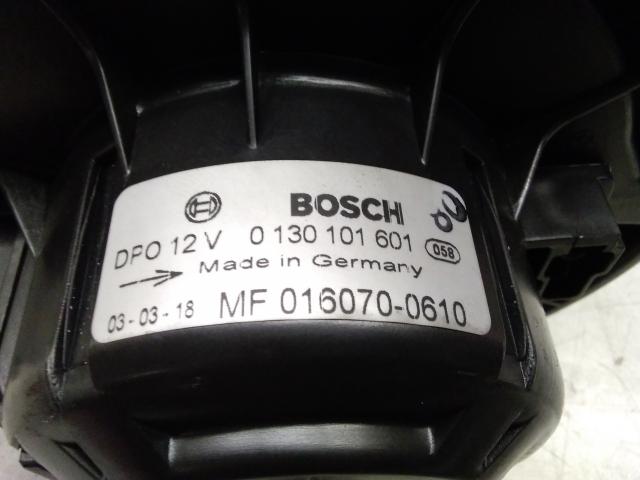 BOSCH
DPO 12 V 0 130 101 601 058
Made in Germany
03-03-18 MF 016070-0610